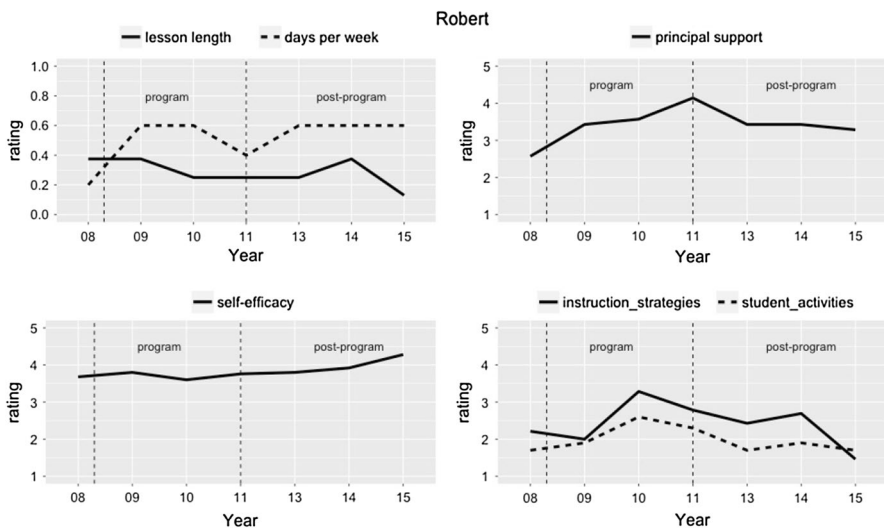 Robert
lesson length days per week
1.0
0.8
0.6
0.4
0.2
0.0
rating
program post-program
08 09 10 11 13 14 15
Year
principal support
5
4
3
2
1
rating
program post-program
08 09 10 11 13 14 15
Year
self-efficacy
5
4
3
2
1
rating
program post-program
08 09 10 11 13 14 15
Year
instruction_strategies student_activities
5
4
3
2
1
rating
program post-program
08 09 10 11 13 14 15
Year